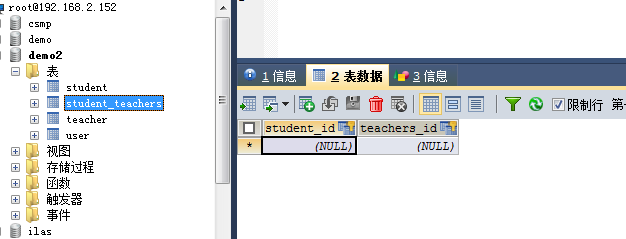 root@192.168.2.152
csmp
demo
demo2
表
student
student_teachers
teacher
user
视图
存储过程
函数
触发器
事件
ilas
1 信息
2 表数据
3 信息
限制行 第一
student_id teachers_id
* (NULL) (NULL)